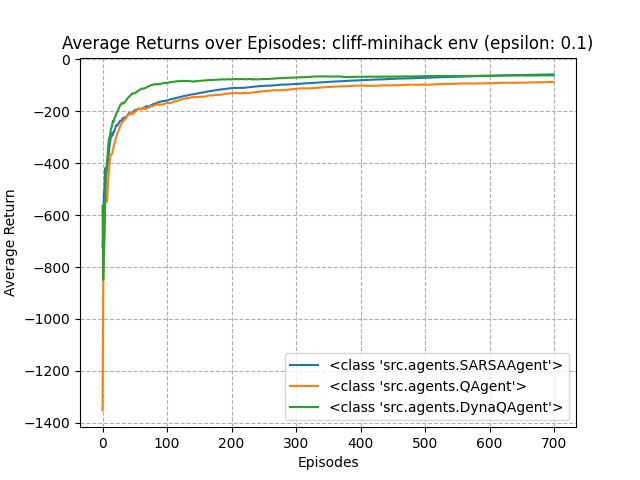 Average Returns over Episodes: cliff-minihack env (epsilon: 0.1)
0
−200
−400
−600
−800
−1000
−1200
−1400
Average Return
<class 'src.agents.SARSAAgent'>
<class 'src.agents.QAgent'>
<class 'src.agents.DynaQAgent'>
0 100 200 300 400 500 600 700
Episodes